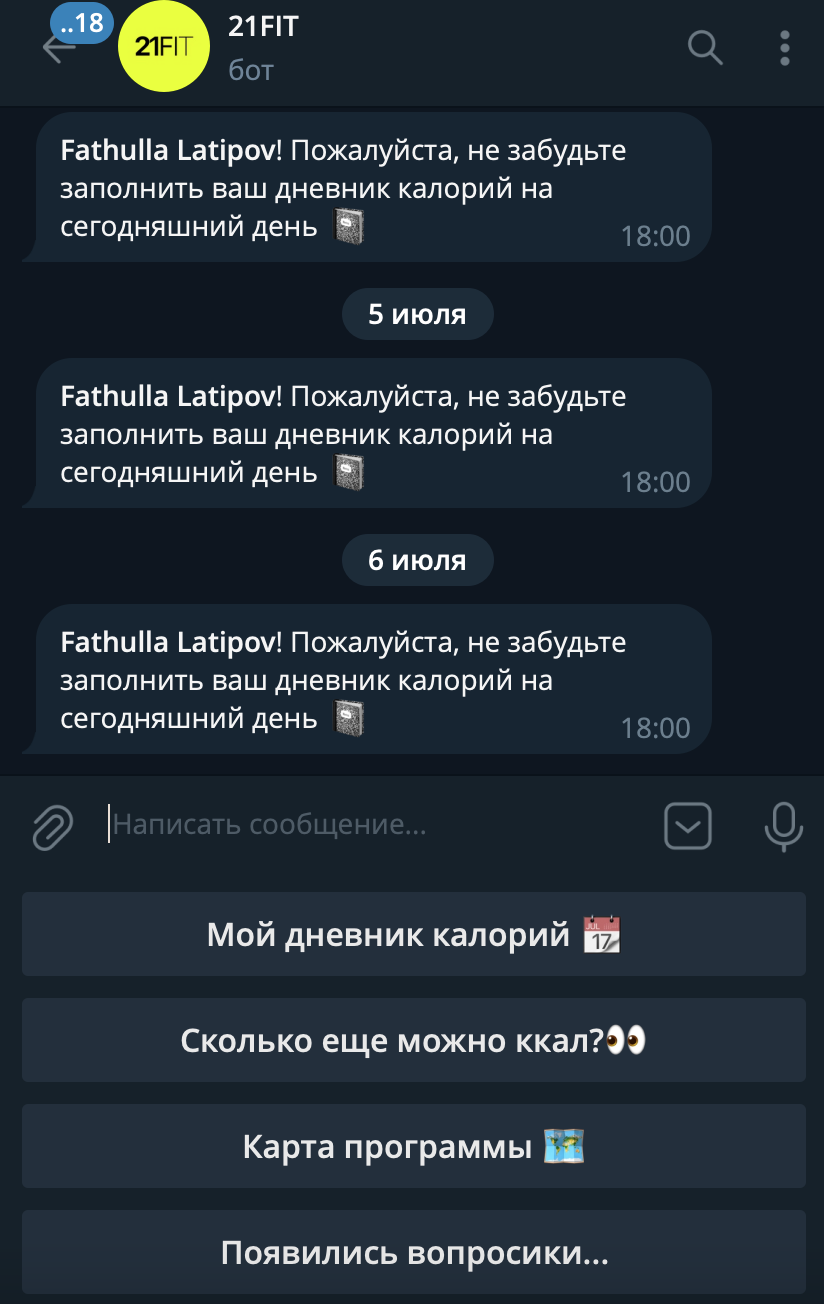 ..18
21FIT
21FIT
бот
Fathulla Latipov! Пожалуйста, не забудьте
заполнить ваш дневник калорий на
сегодняшний день
18:00
5 июля
Fathulla Latipov! Пожалуйста, не забудьте
заполнить ваш дневник калорий на
сегодняшний день
18:00
6 июля
Fathulla Latipov! Пожалуйста, не забудьте
заполнить ваш дневник калорий на
сегодняшний день
18:00
Написать сообщение...
Мой дневник калорий 📅
Сколько еще можно ккал?👀
Карта программы 🗺️
Появились вопросики...